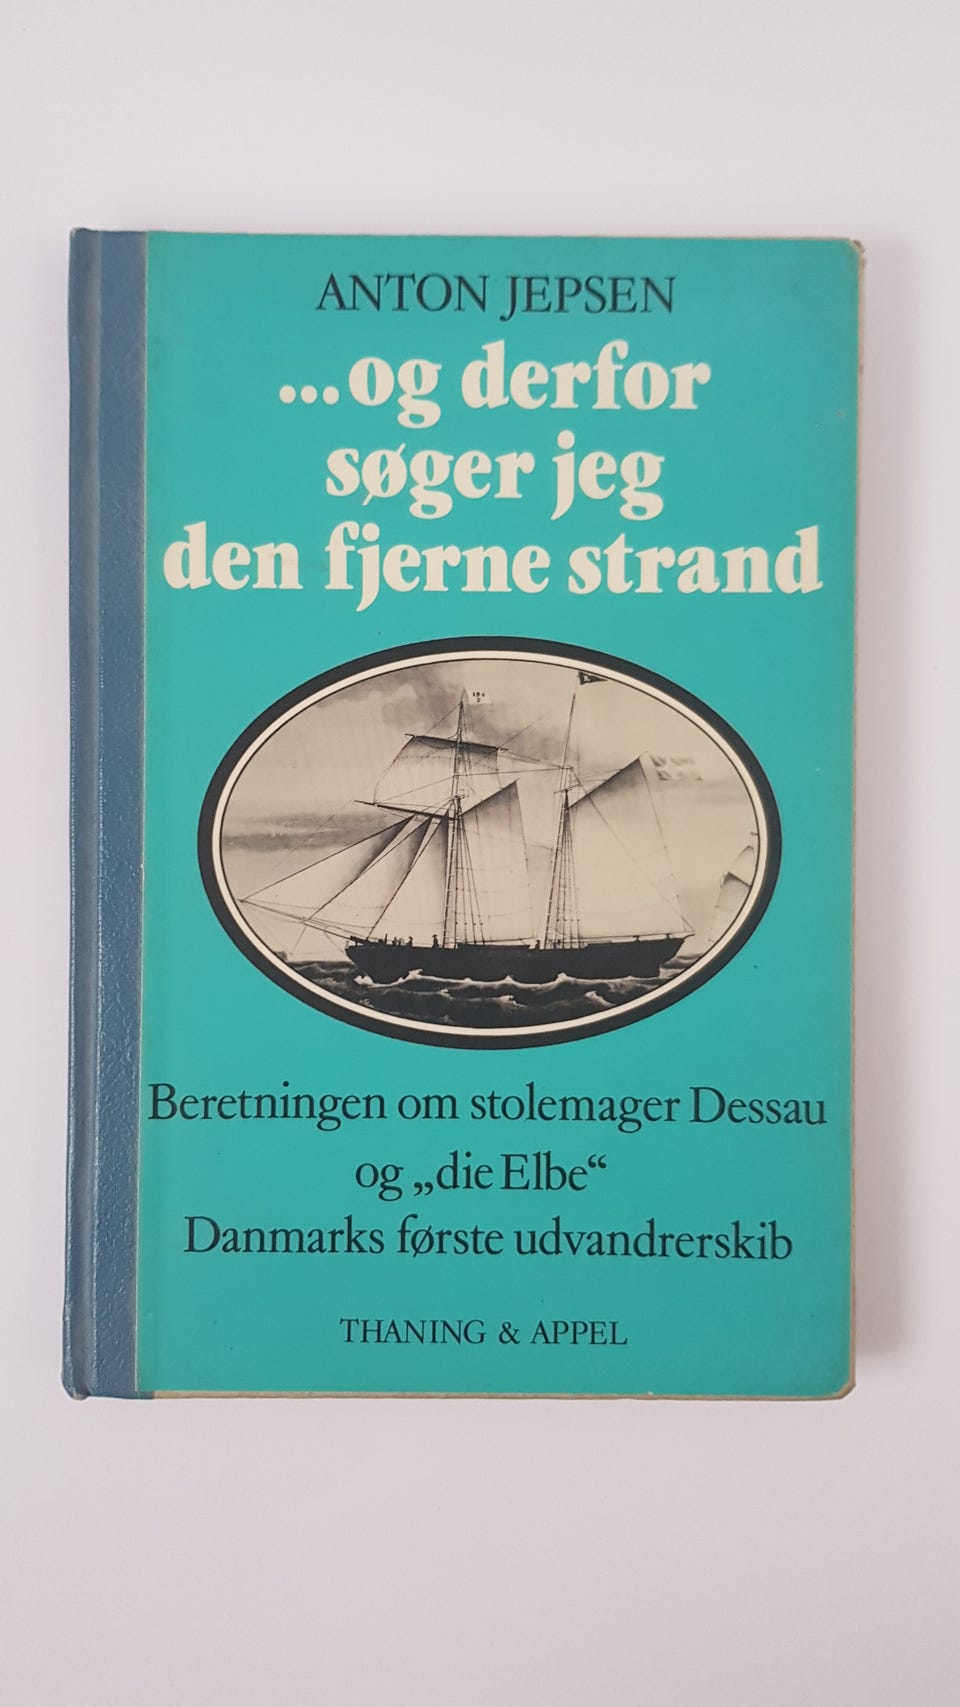 ANTON JEPSEN
...og derfor
søger jeg
den fjerne strand
Beretningen om stolemager Dessau
og „die Elbe“
Danmarks første udvandrerskib
THANING & APPEL